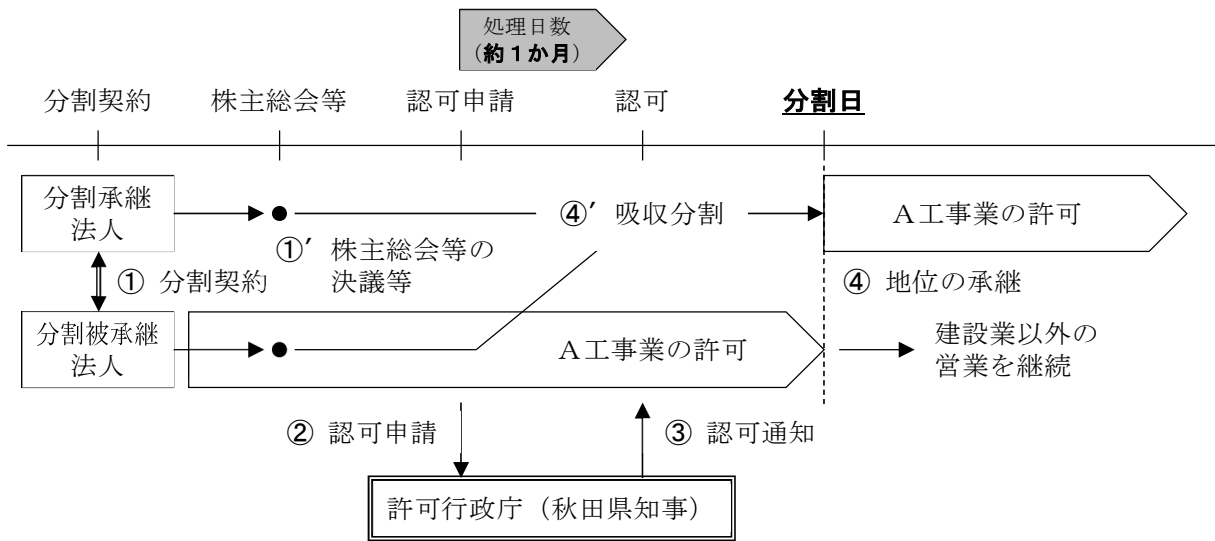 処理日数
（約１か月）
分割契約
株主総会等
認可申請
認可
分割日
分割承継
法人
④′ 吸収分割
Ａ工事業の許可
①′ 株主総会等の
決議等
① 分割契約
④ 地位の承継
分割被承継
法人
Ａ工事業の許可
建設業以外の
営業を継続
② 認可申請
③ 認可通知
許可行政庁（秋田県知事）